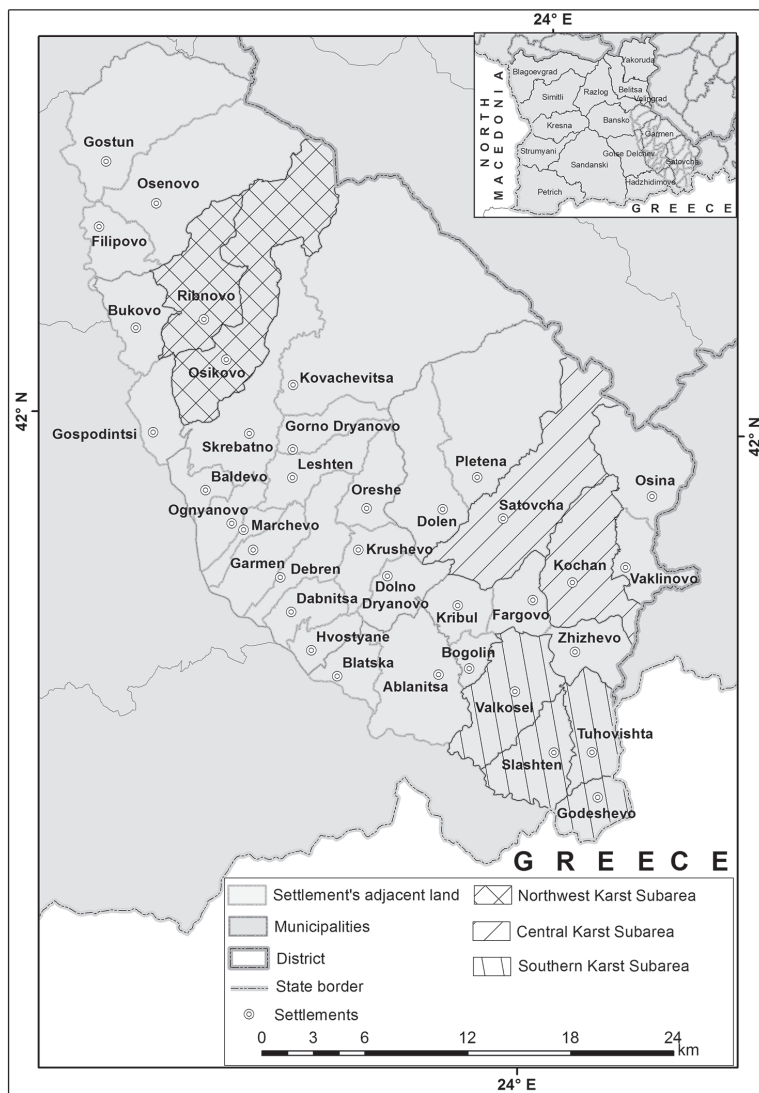 24° E
NORTH
MACEDONIA
Yakoruda
Blagoevgrad
Belitsa
Razlog
Simitli
Velingrad
Bansko
Kresna
Garmen
Strumyani
Gotse Delchev
Satovcha
Sandanski
Hadzhidimovo
Petrich
GREECE
Gostun
Osenovo
Filipovo
Ribnovo
Bukovo
Osikovo
Kovachevitsa
42° N
42° N
Gospodintsi
Skrebatno
Gorno Dryanovo
Leshten
Pletena
Baldevo
Oreshe
Osina
Satovcha
Ognyanovo
Marchevo
Dolen
Garmen
Krushevo
Debren
Dolno
Dryanovo
Kochan
Vaklinovo
Dabnitsa
Kribul
Fargovo
Hvostyane
Bogolin
Zhizhevo
Blatska
Ablanitsa
Valkosel
Slashten
Tuhovishta
Godeshevo
GREECE
Settlement's adjacent land
Municipalities
District
State border
Settlements
Northwest Karst Subarea
Central Karst Subarea
Southern Karst Subarea
0 3 6 12 18 24
km
24° E